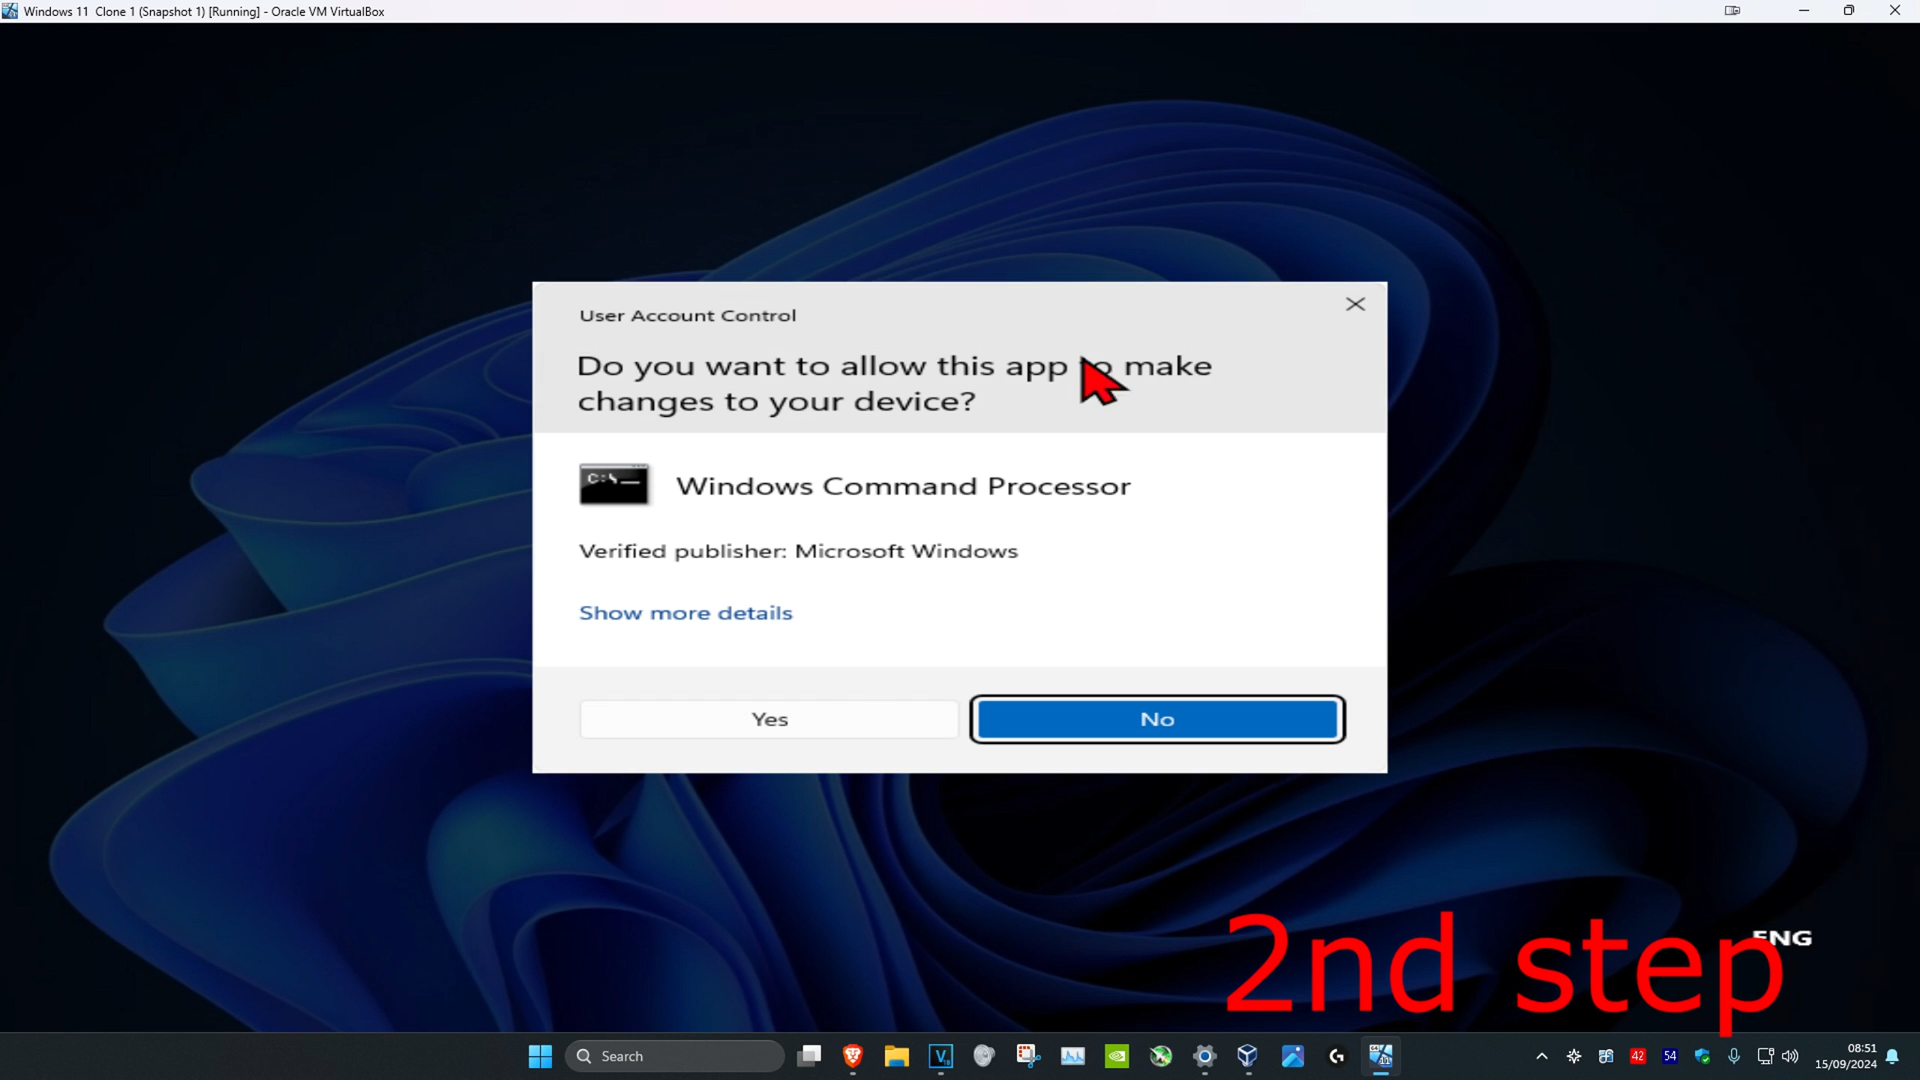 Windows 11 Clone 1 (Snapshot 1) [Running] - Oracle VM VirtualBox
User Account Control
Do you want to allow this app to make
changes to your device?
C:\
Windows Command Processor
Verified publisher: Microsoft Windows
Show more details
Yes
No
ENG
2nd step
Search
42
54
08:51
15/09/2024